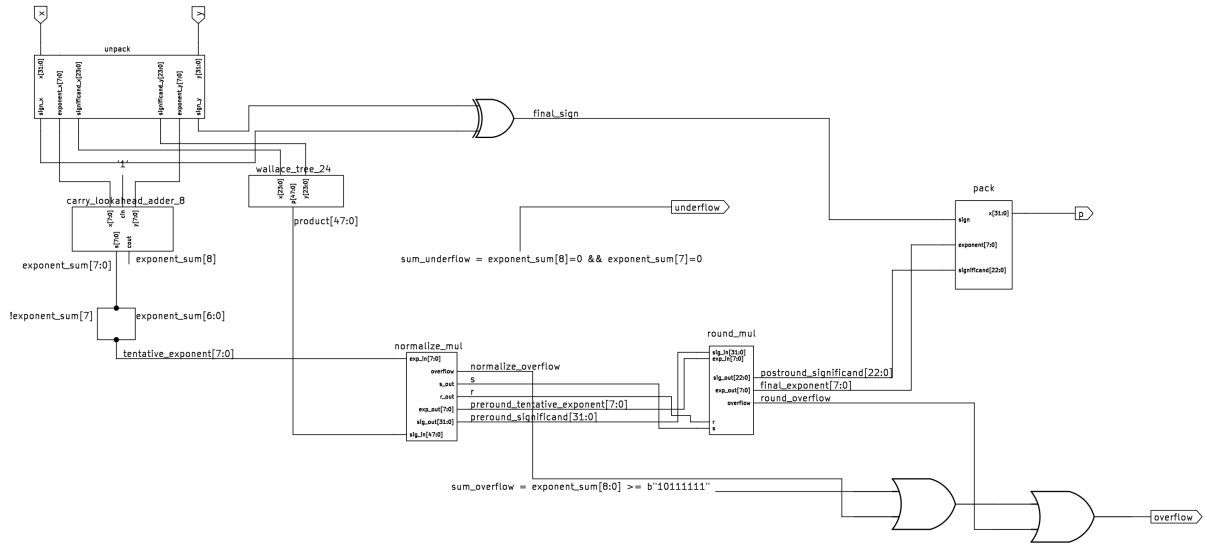 x
y
unpack
x[31:0]
y[31:0]
sign_x
exponent_x[7:0]
significand_x[23:0]
significand_y[23:0]
exponent_y[7:0]
sign_y
'1'
final_sign
wallace_tree_24
x[23:0]
p[47:0]
y[23:0]
product[47:0]
carry_lookahead_adder_8
x[7:0]
cin
y[7:0]
s[7:0]
cout
exponent_sum[7:0]
exponent_sum[8]
!exponent_sum[7]
exponent_sum[6:0]
tentative_exponent[7:0]
underflow
sum_underflow = exponent_sum[8]=0 && exponent_sum[7]=0
pack
sign
x[31:0]
exponent[7:0]
significand[22:0]
p
normalize_mul
exp_in[7:0]
overflow
s_out
r_out
exp_out[7:0]
sig_out[31:0]
sig_in[47:0]
normalize_overflow
s
r
preround_tentative_exponent[7:0]
preround_significand[31:0]
round_mul
sig_in[31:0]
exp_in[7:0]
sig_out[22:0]
exp_out[7:0]
overflow
r
s
postround_significand[22:0]
final_exponent[7:0]
round_overflow
sum_overflow = exponent_sum[8:0] >= b"10111111"
overflow